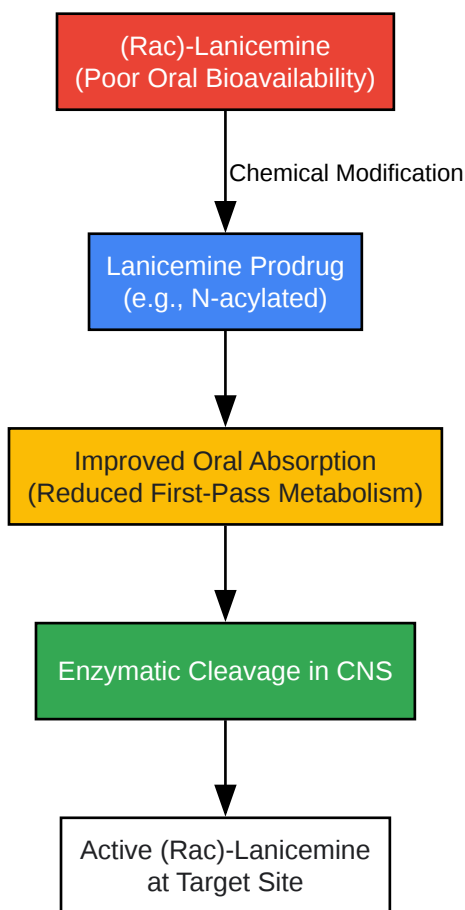 (Rac)-Lanicemine
(Poor Oral Bioavailability)
Chemical Modification
Lanicemine Prodrug
(e.g., N-acylated)
Improved Oral Absorption
(Reduced First-Pass Metabolism)
Enzymatic Cleavage in CNS
Active (Rac)-Lanicemine
at Target Site